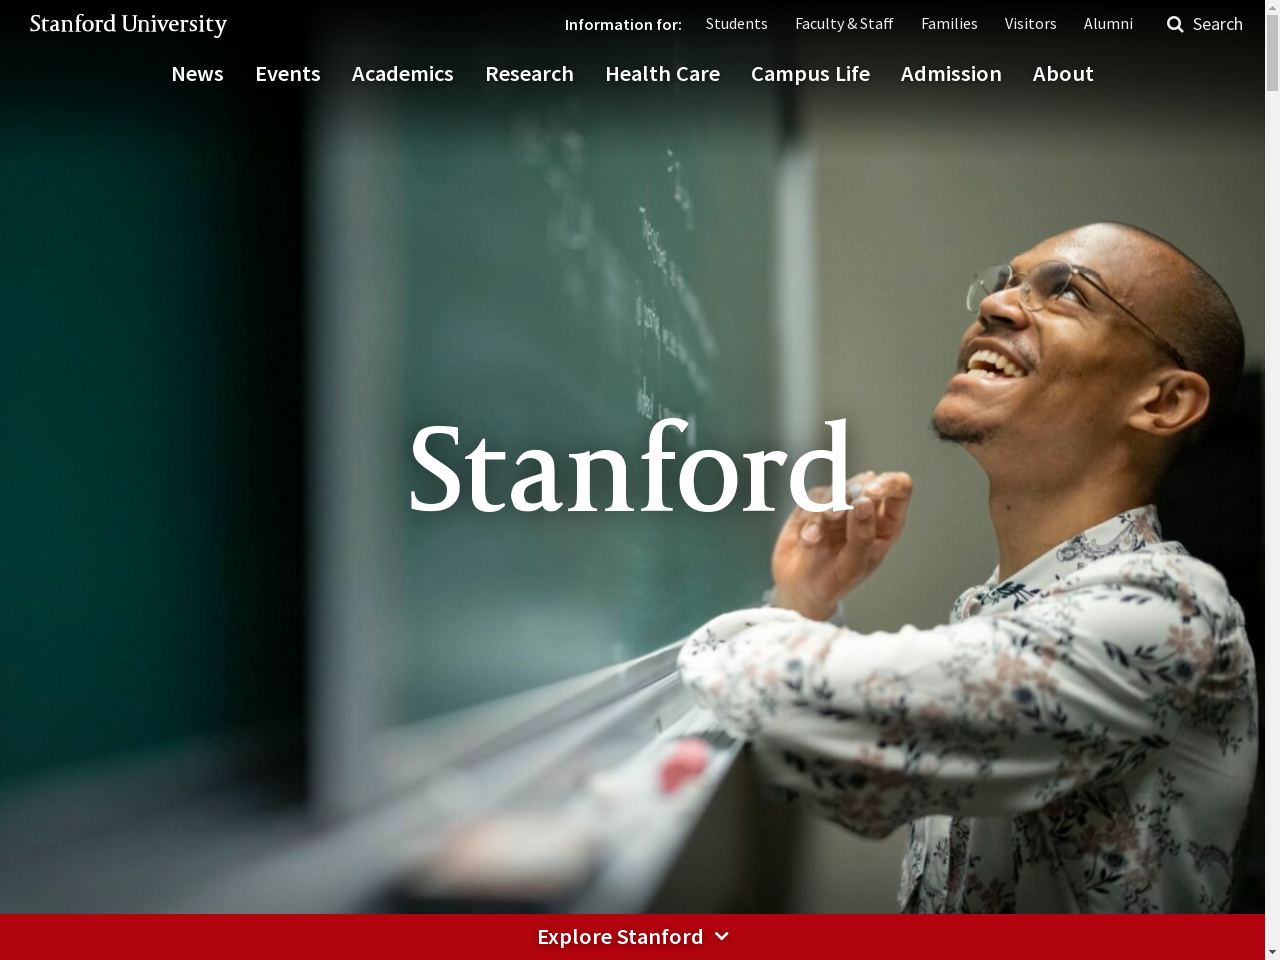 Stanford University
Information for: Students Faculty & Staff Families Visitors Alumni Search
News Events Academics Research Health Care Campus Life Admission About
Stanford
Explore Stanford